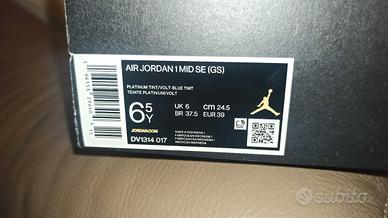 AIR JORDAN 1 MID SE (GS)
PLATINUM TINT/VOLT-BLUE TINT
TEINTE PLATINUM/VOLT
6.5Y
UK 6
cm 24.5
BR 37.5
EUR 39
JORDAN.COM
DV1314 017
MADE IN INDONESIA
FABRIQUE EN INDONESIE
HECHO EN INDONESIA
subito